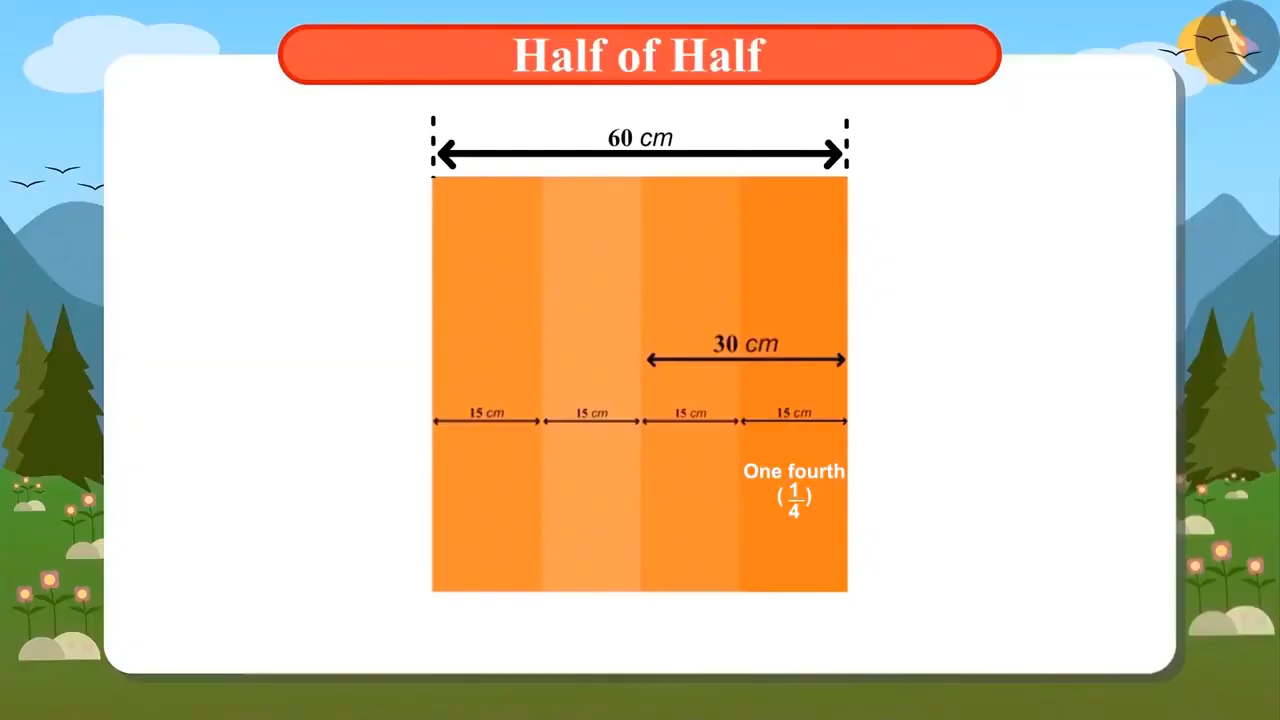 Half of Half
60 cm
30 cm
15 cm 15 cm 15 cm 15 cm
One fourth
(1/4)